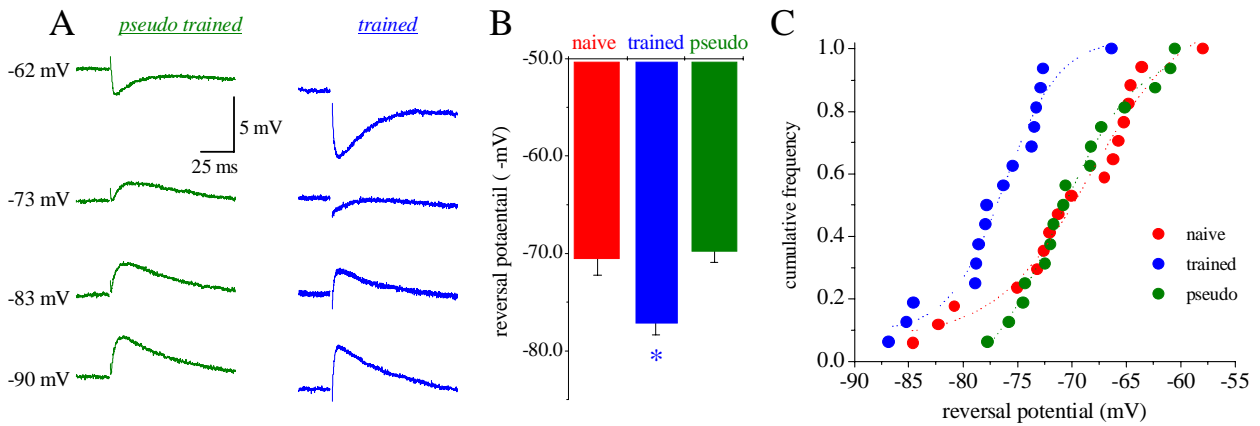 A
pseudo trained
trained
-62 mV
5 mV
25 ms
-73 mV
-83 mV
-90 mV
B
naive trained pseudo
-50.0
-60.0
-70.0
-80.0
reversal potaentail ( -mV)
*
C
1.0
0.8
0.6
0.4
0.2
0.0
cumulative frequency
naive
trained
pseudo
-90 -85 -80 -75 -70 -65 -60 -55
reversal potential (mV)